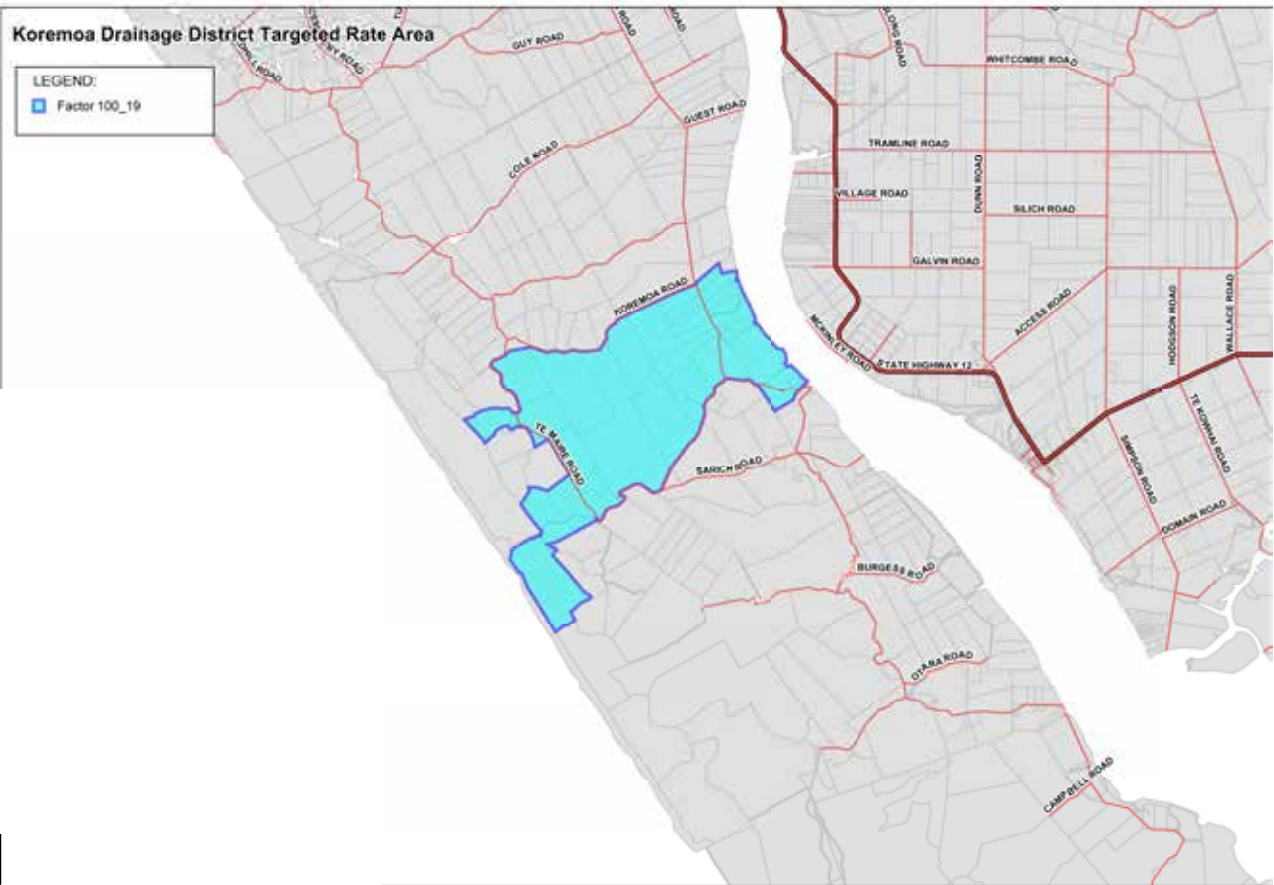 Koremoa Drainage District Targeted Rate Area
LEGEND:
Factor 100_19
GUT ROAD
WHITCOMBE ROAD
GUEST ROAD
COLE ROAD
TRAMLINE ROAD
VILLAGE ROAD
DUNN ROAD
SILICH ROAD
GALVIN ROAD
KOREMOA ROAD
ACCESS ROAD
HODGSON ROAD
WALLACE ROAD
MCKINLEY ROAD
STATE HIGHWAY 12
TE MAIRE ROAD
SARICH ROAD
SIMPSON ROAD
TE KOWHAI ROAD
DOMAIN ROAD
BURGESS ROAD
OTARA ROAD
CAMPBELL ROAD